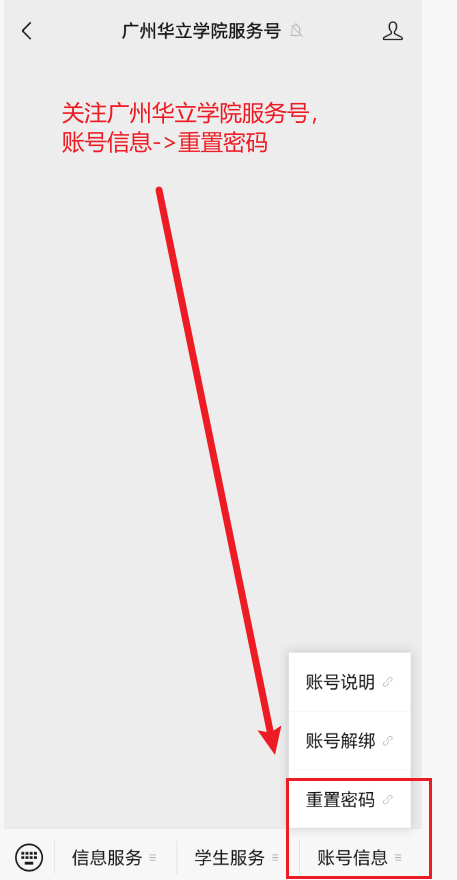 广州华立学院服务号
关注广州华立学院服务号，
账号信息->重置密码
账号说明
账号解绑
重置密码
信息服务
学生服务
账号信息